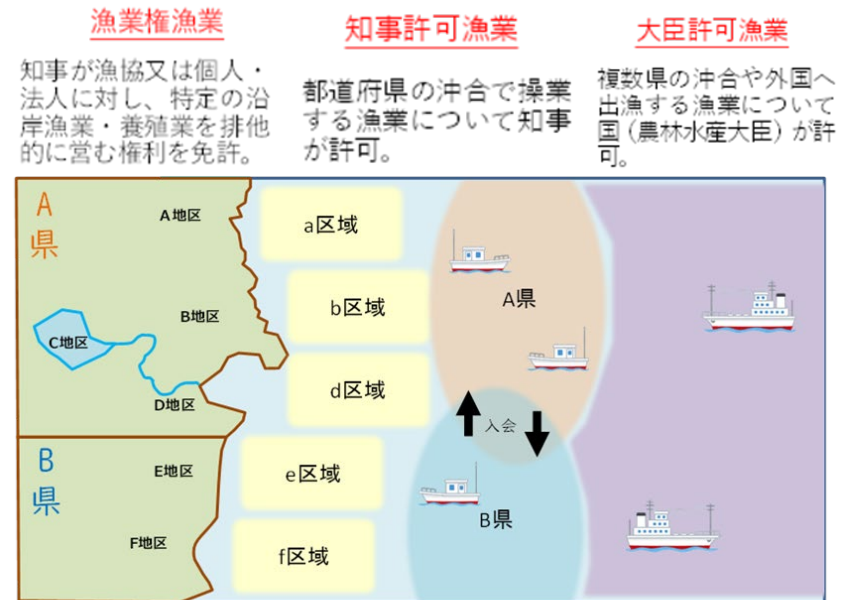 漁業権漁業
知事が漁協又は個人・
法人に対し、特定の沿
岸漁業・養殖業を排他
的に営む権利を免許。
知事許可漁業
都道府県の沖合で操業
する漁業について知事
が許可。
大臣許可漁業
複数県の沖合や外国へ
出漁する漁業について
国（農林水産大臣）が許
可。
A
県
A地区
B地区
C地区
D地区
B
県
E地区
F地区
a区域
b区域
d区域
e区域
f区域
A県
入会
B県